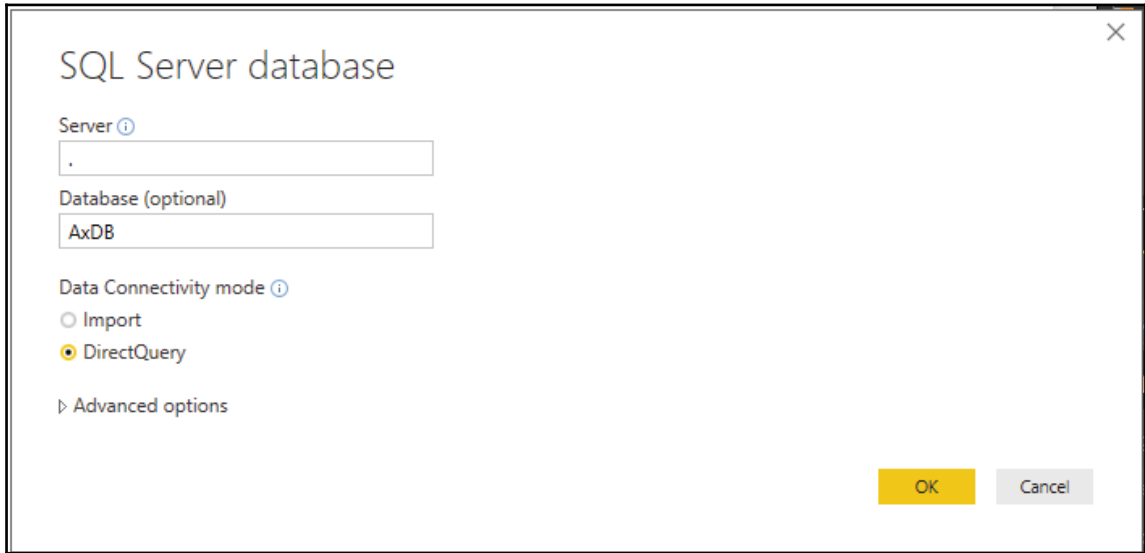 SQL Server database
Server
.
Database (optional)
AxDB
Data Connectivity mode
Import
DirectQuery
Advanced options
OK Cancel